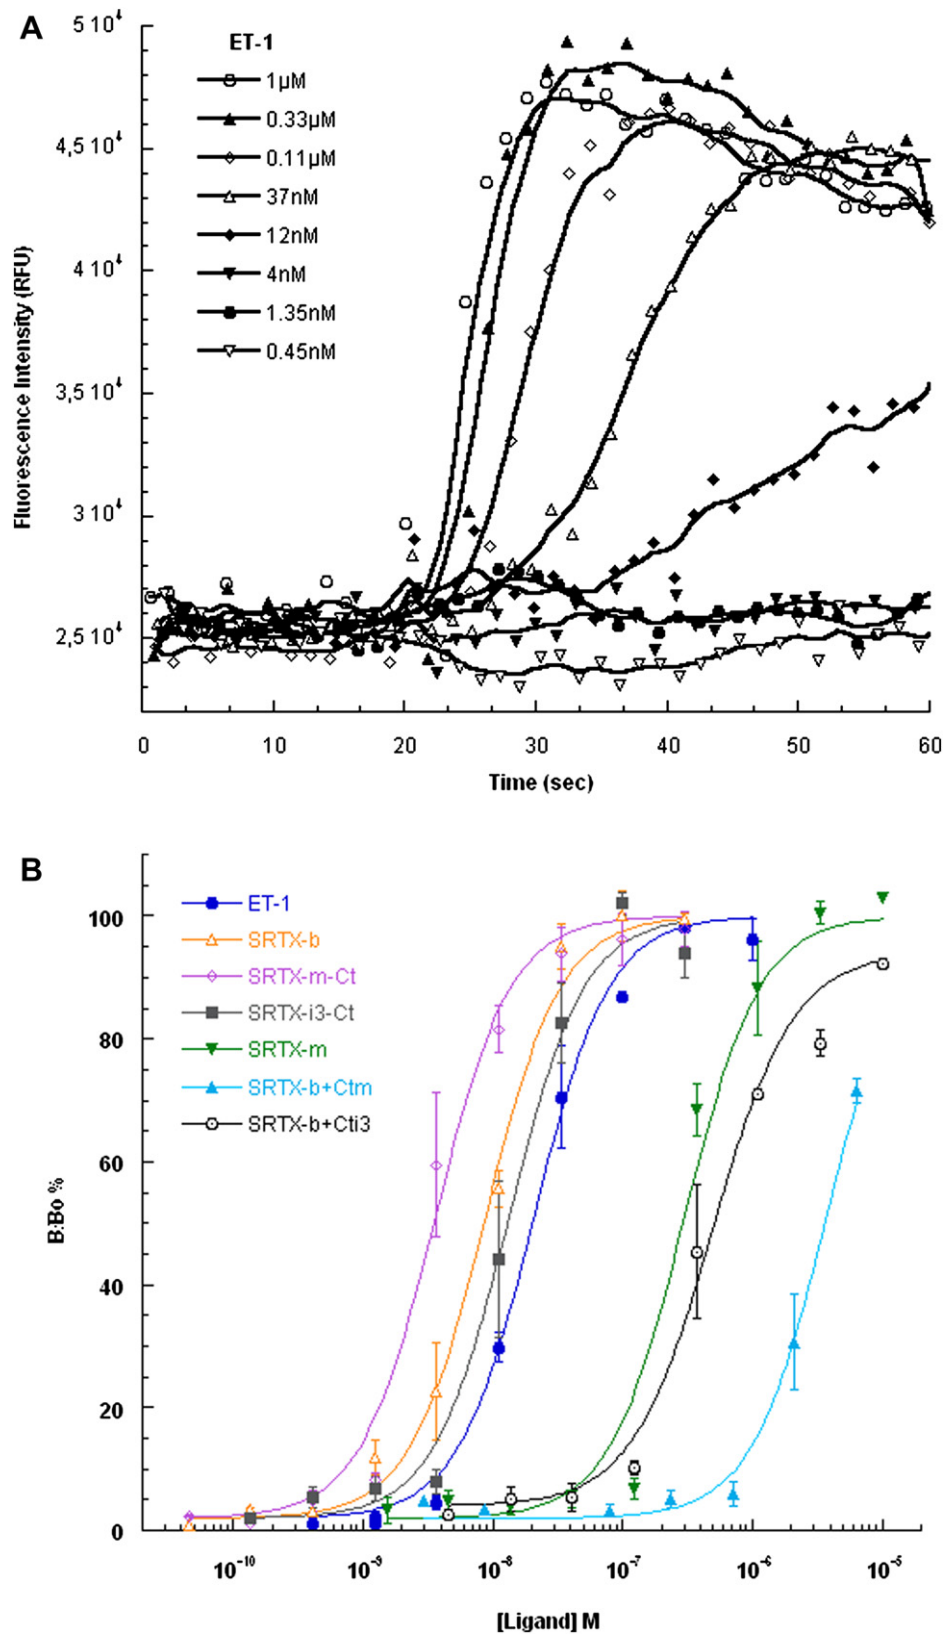 A
ET-1
1µM
0.33µM
0.11µM
37nM
12nM
4nM
1.35nM
0.45nM
5 10⁴
4,5 10⁴
4 10⁴
3,5 10⁴
3 10⁴
2,5 10⁴
Fluorescence Intensity (RFU)
0 10 20 30 40 50 60
Time (sec)
B
ET-1
SRTX-b
SRTX-m-Ct
SRTX-i3-Ct
SRTX-m
SRTX-b+Ctm
SRTX-b+Cti3
100
80
60
40
20
0
B:Bo %
10⁻¹⁰ 10⁻⁹ 10⁻⁸ 10⁻⁷ 10⁻⁶ 10⁻⁵
[Ligand] M